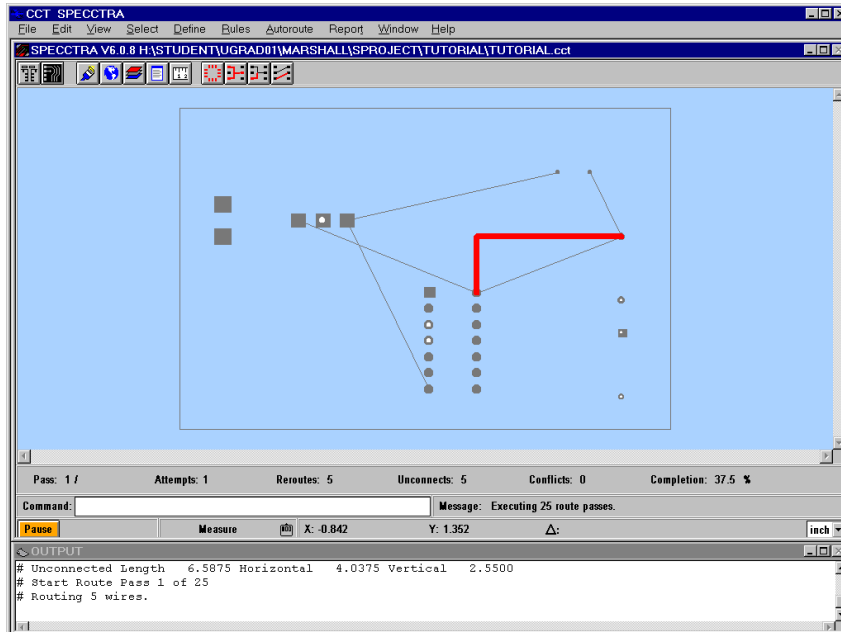 CCT SPECCTRA
File Edit View Select Define Rules Autoroute Report Window Help
SPECCTRA V6.0.8 H:\STUDENT\UGRAD01\MARSHALL\SPROJECT\TUTORIAL\TUTORIAL.cct
Pass: 1 / Attempts: 1 Reroutes: 5 Unconnects: 5 Conflicts: 0 Completion: 37.5 %
Command: Message: Executing 25 route passes.
Pause Measure X: -0.842 Y: 1.352 Δ: inch
OUTPUT
# Unconnected Length 6.5875 Horizontal 4.0375 Vertical 2.5500
# Start Route Pass 1 of 25
# Routing 5 wires.